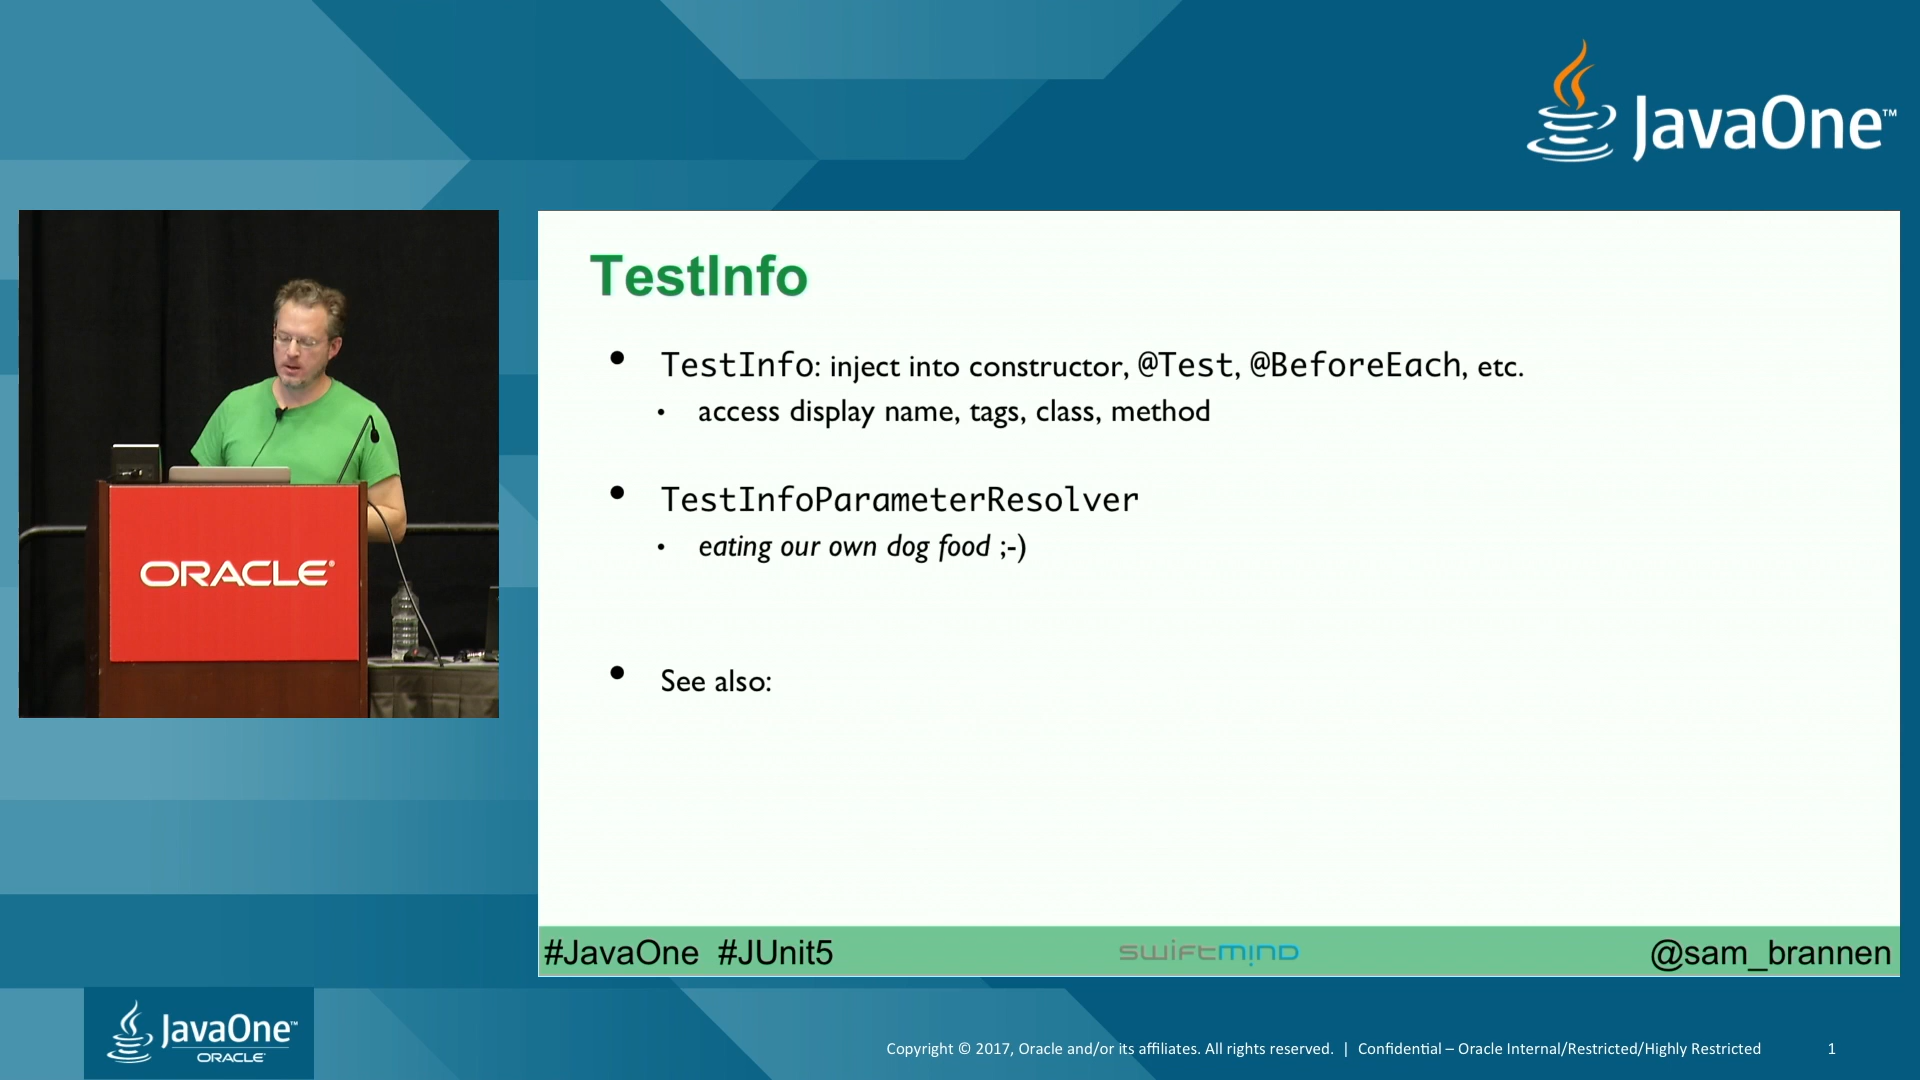 JavaOne™
TestInfo
• TestInfo: inject into constructor, @Test, @BeforeEach, etc.
• access display name, tags, class, method
• TestInfoParameterResolver
• eating our own dog food ;-)
• See also:
ORACLE®
#JavaOne #JUnit5
swiftmind
@sam_brannen
JavaOne™
ORACLE®
Copyright © 2017, Oracle and/or its affiliates. All rights reserved. | Confidential – Oracle Internal/Restricted/Highly Restricted 1